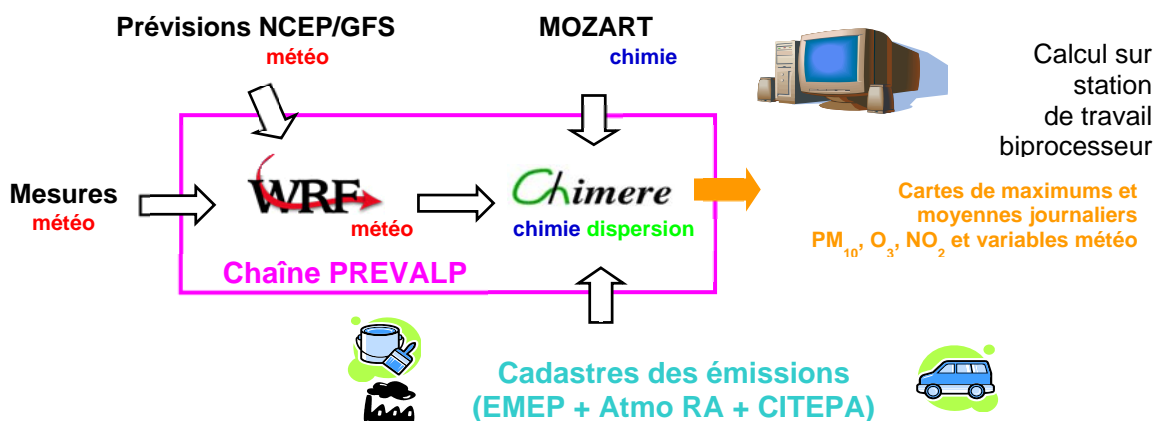 Prévisions NCEP/GFS
météo
MOZART
chimie
Calcul sur
station
de travail
biprocesseur
Mesures
météo
WRF
météo
Chimere
chimie dispersion
Cartes de maximums et
moyennes journaliers
PM10, O3, NO2 et variables météo
Chaîne PREVALP
Cadastres des émissions
(EMEP + Atmo RA + CITEPA)